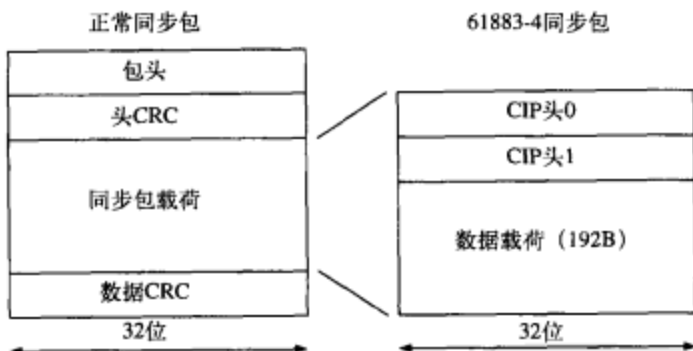 正常同步包
包头
头CRC
同步包载荷
数据CRC
32位
61883-4同步包
CIP头0
CIP头1
数据载荷（192B）
32位